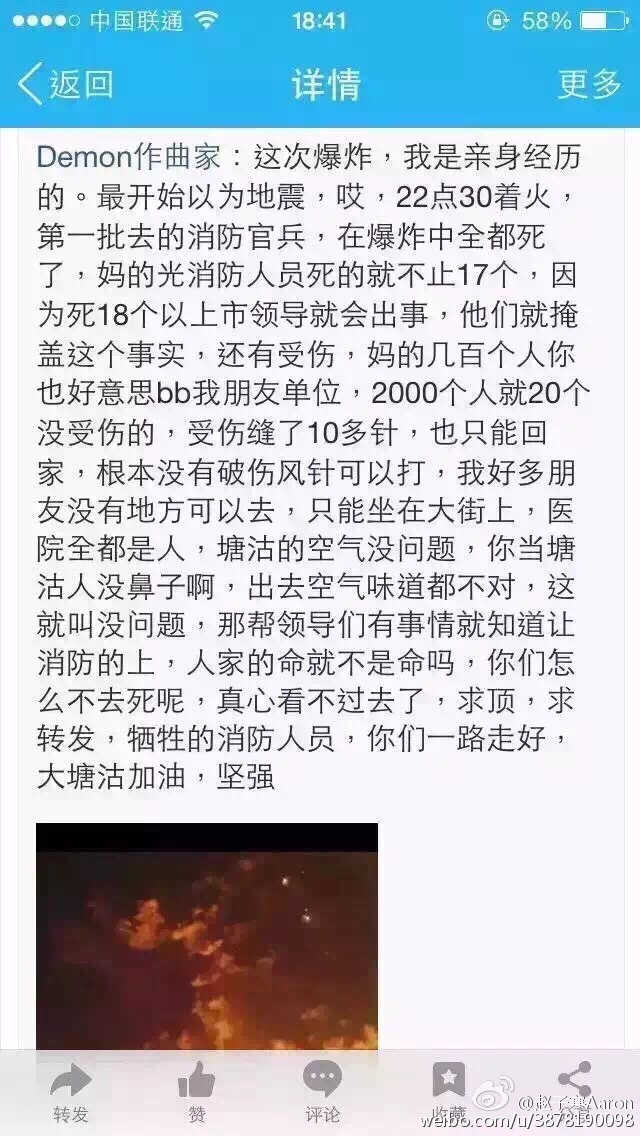 中国联通
18:41
58%
返回
详情
更多
Demon作曲家：这次爆炸，我是亲身经历
的。最开始以为地震，哎，22点30着火，
第一批去的消防官兵，在爆炸中全都死
了，妈的光消防人员死的就不止17个，因
为死18个以上市领导就会出事，他们就掩
盖这个事实，还有受伤，妈的几百个人你
也好意思bb我朋友单位，2000个人就20个
没受伤的，受伤缝了10多针，也只能回
家，根本没有破伤风针可以打，我好多朋
友没有地方可以去，只能坐在大街上，医
院全都是人，塘沽的空气没问题，你当塘
沽人没鼻子啊，出去空气味道都不对，这
就叫没问题，那帮领导们有事情就知道让
消防的上，人家的命就不是命吗，你们怎
么不去死呢，真心看不过去了，求顶，求
转发，牺牲的消防人员，你们一路走好，
大塘沽加油，坚强
转发
赞
评论
收藏
分享
@赵子惠Aaron
weibo.com/u/3878190098